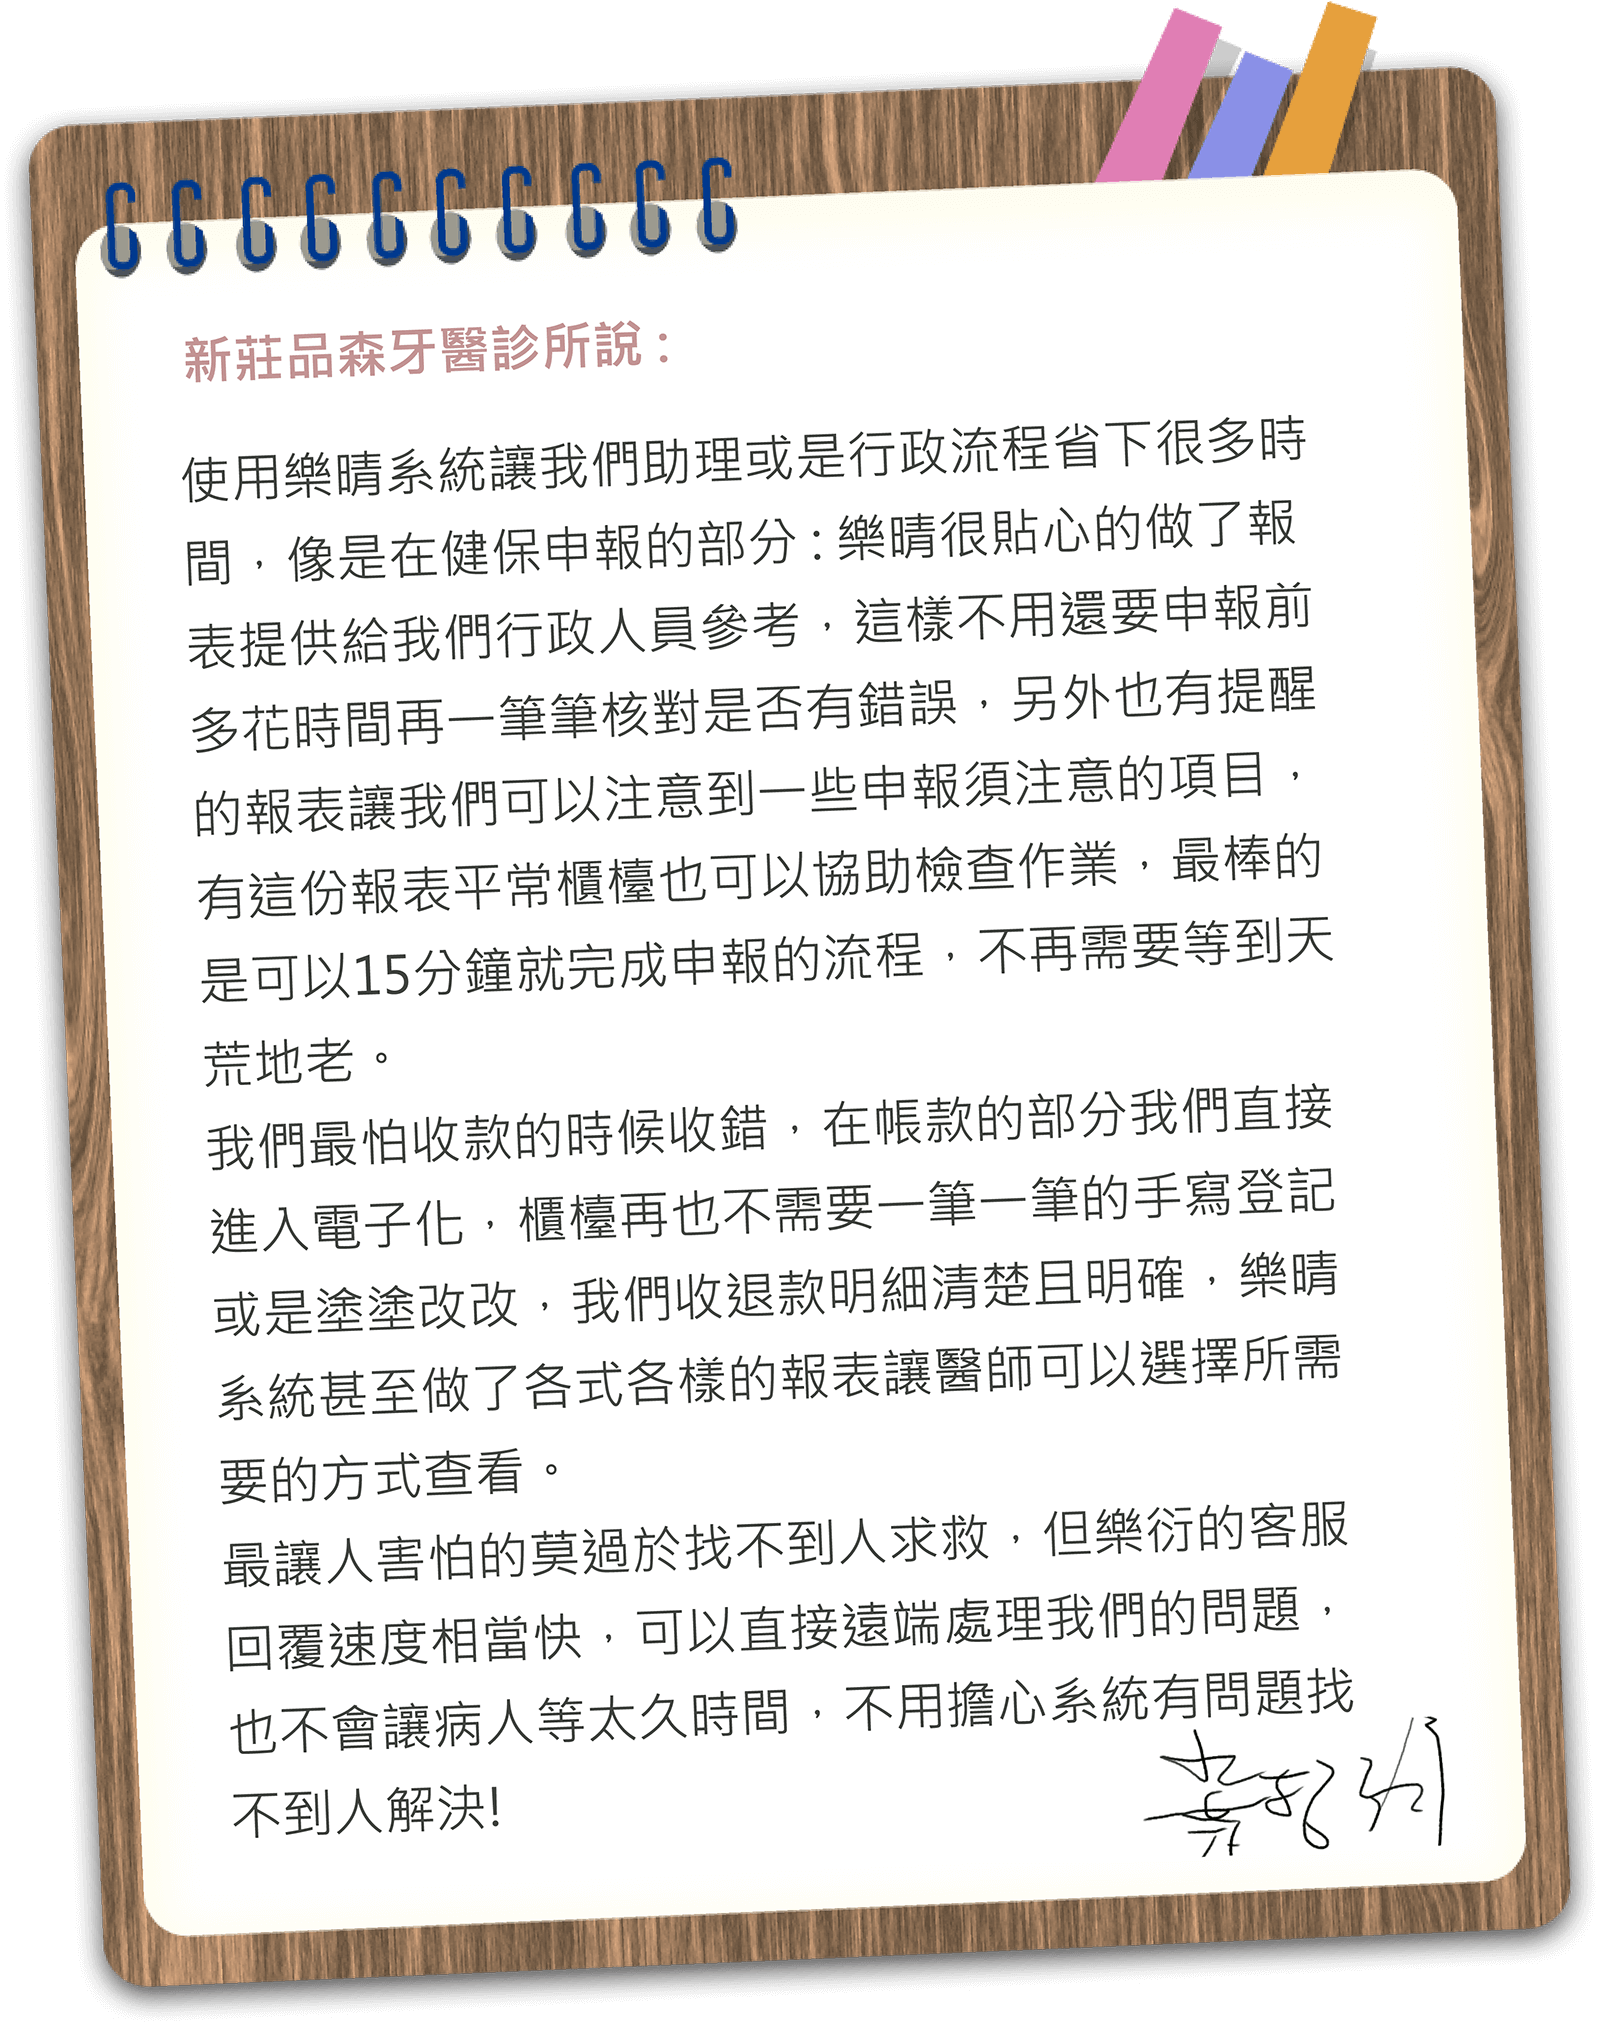 新莊品森牙醫診所說：
使用樂晴系統讓我們助理或是行政流程省下很多時
間，像是在健保申報的部分：樂晴很貼心的做了報
表提供給我們行政人員參考，這樣不用還要申報前
多花時間再一筆筆核對是否有錯誤，另外也有提醒
的報表讓我們可以注意到一些申報須注意的項目，
有這份報表平常櫃檯也可以協助檢查作業，最棒的
是可以15分鐘就完成申報的流程，不再需要等到天
荒地老。
我們最怕收款的時候收錯，在帳款的部分我們直接
進入電子化，櫃檯再也不需要一筆一筆的手寫登記
或是塗塗改改，我們收退款明細清楚且明確，樂晴
系統甚至做了各式各樣的報表讓醫師可以選擇所需
要的方式查看。
最讓人害怕的莫過於找不到人求救，但樂衍的客服
回覆速度相當快，可以直接遠端處理我們的問題，
也不會讓病人等太久時間，不用擔心系統有問題找
不到人解決!